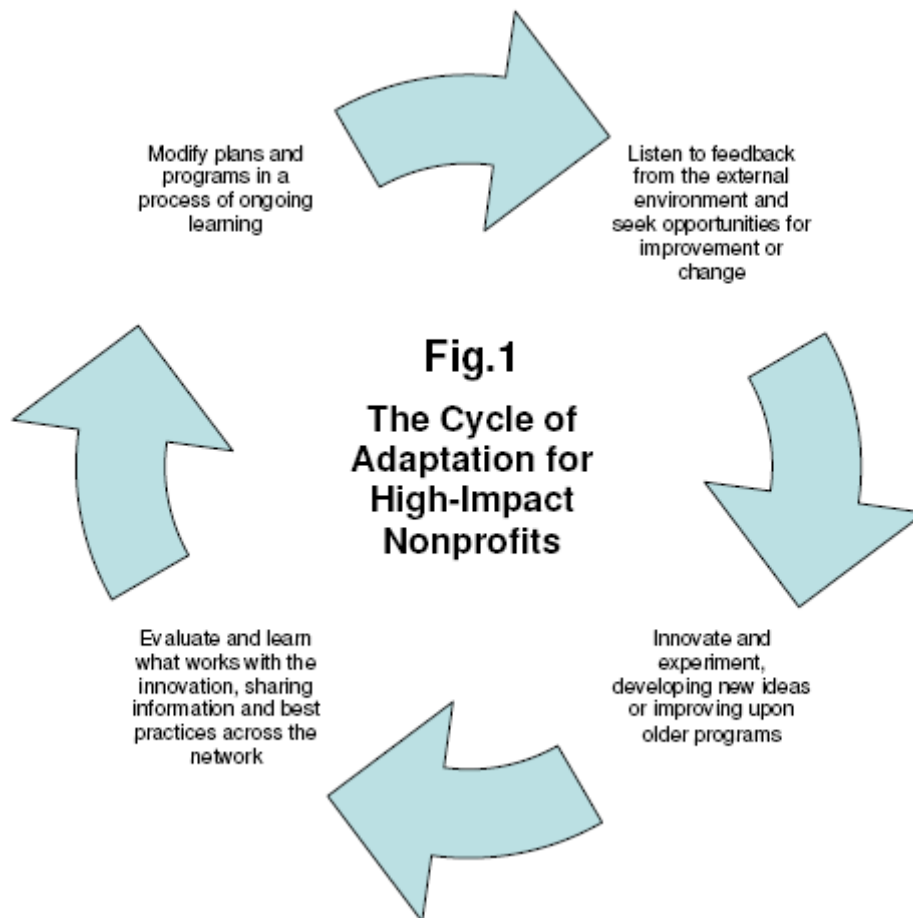 Modify plans and
programs in a
process of ongoing
learning
Listen to feedback
from the external
environment and
seek opportunities for
improvement or
change
Fig.1
The Cycle of
Adaptation for
High-Impact
Nonprofits
Evaluate and learn
what works with the
innovation, sharing
information and best
practices across the
network
Innovate and
experiment,
developing new ideas
or improving upon
older programs